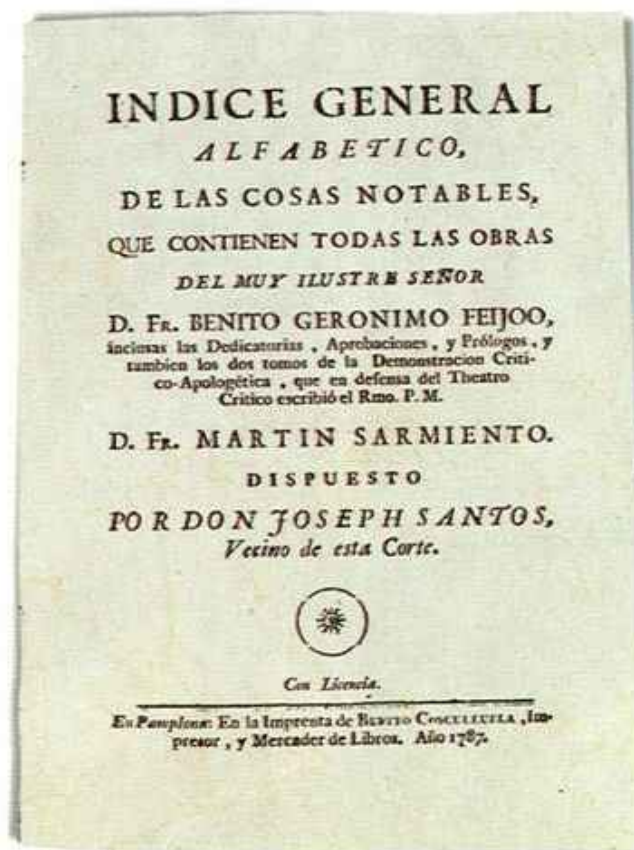 INDICE GENERAL
ALFABETICO,
DE LAS COSAS NOTABLES,
QUE CONTIENEN TODAS LAS OBRAS
DEL MUY ILUSTRE SEÑOR
D. FR. BENITO GERONIMO FEIJOO,
inclusas las Dedicatorias, Aprobaciones, y Prólogos, y
tambien los dos tomos de la Demonstracion Criti-
co-Apologética, que en defensa del Theatro
Critico escribió el Rmo. P. M.
D. FR. MARTIN SARMIENTO.
DISPUESTO
POR DON JOSEPH SANTOS,
Vecino de esta Corte.
Con Licencia.
En Pamplona: En la Imprenta de BENITO COSCULLUELA, Im-
presor, y Mercader de Libros. Año 1787.